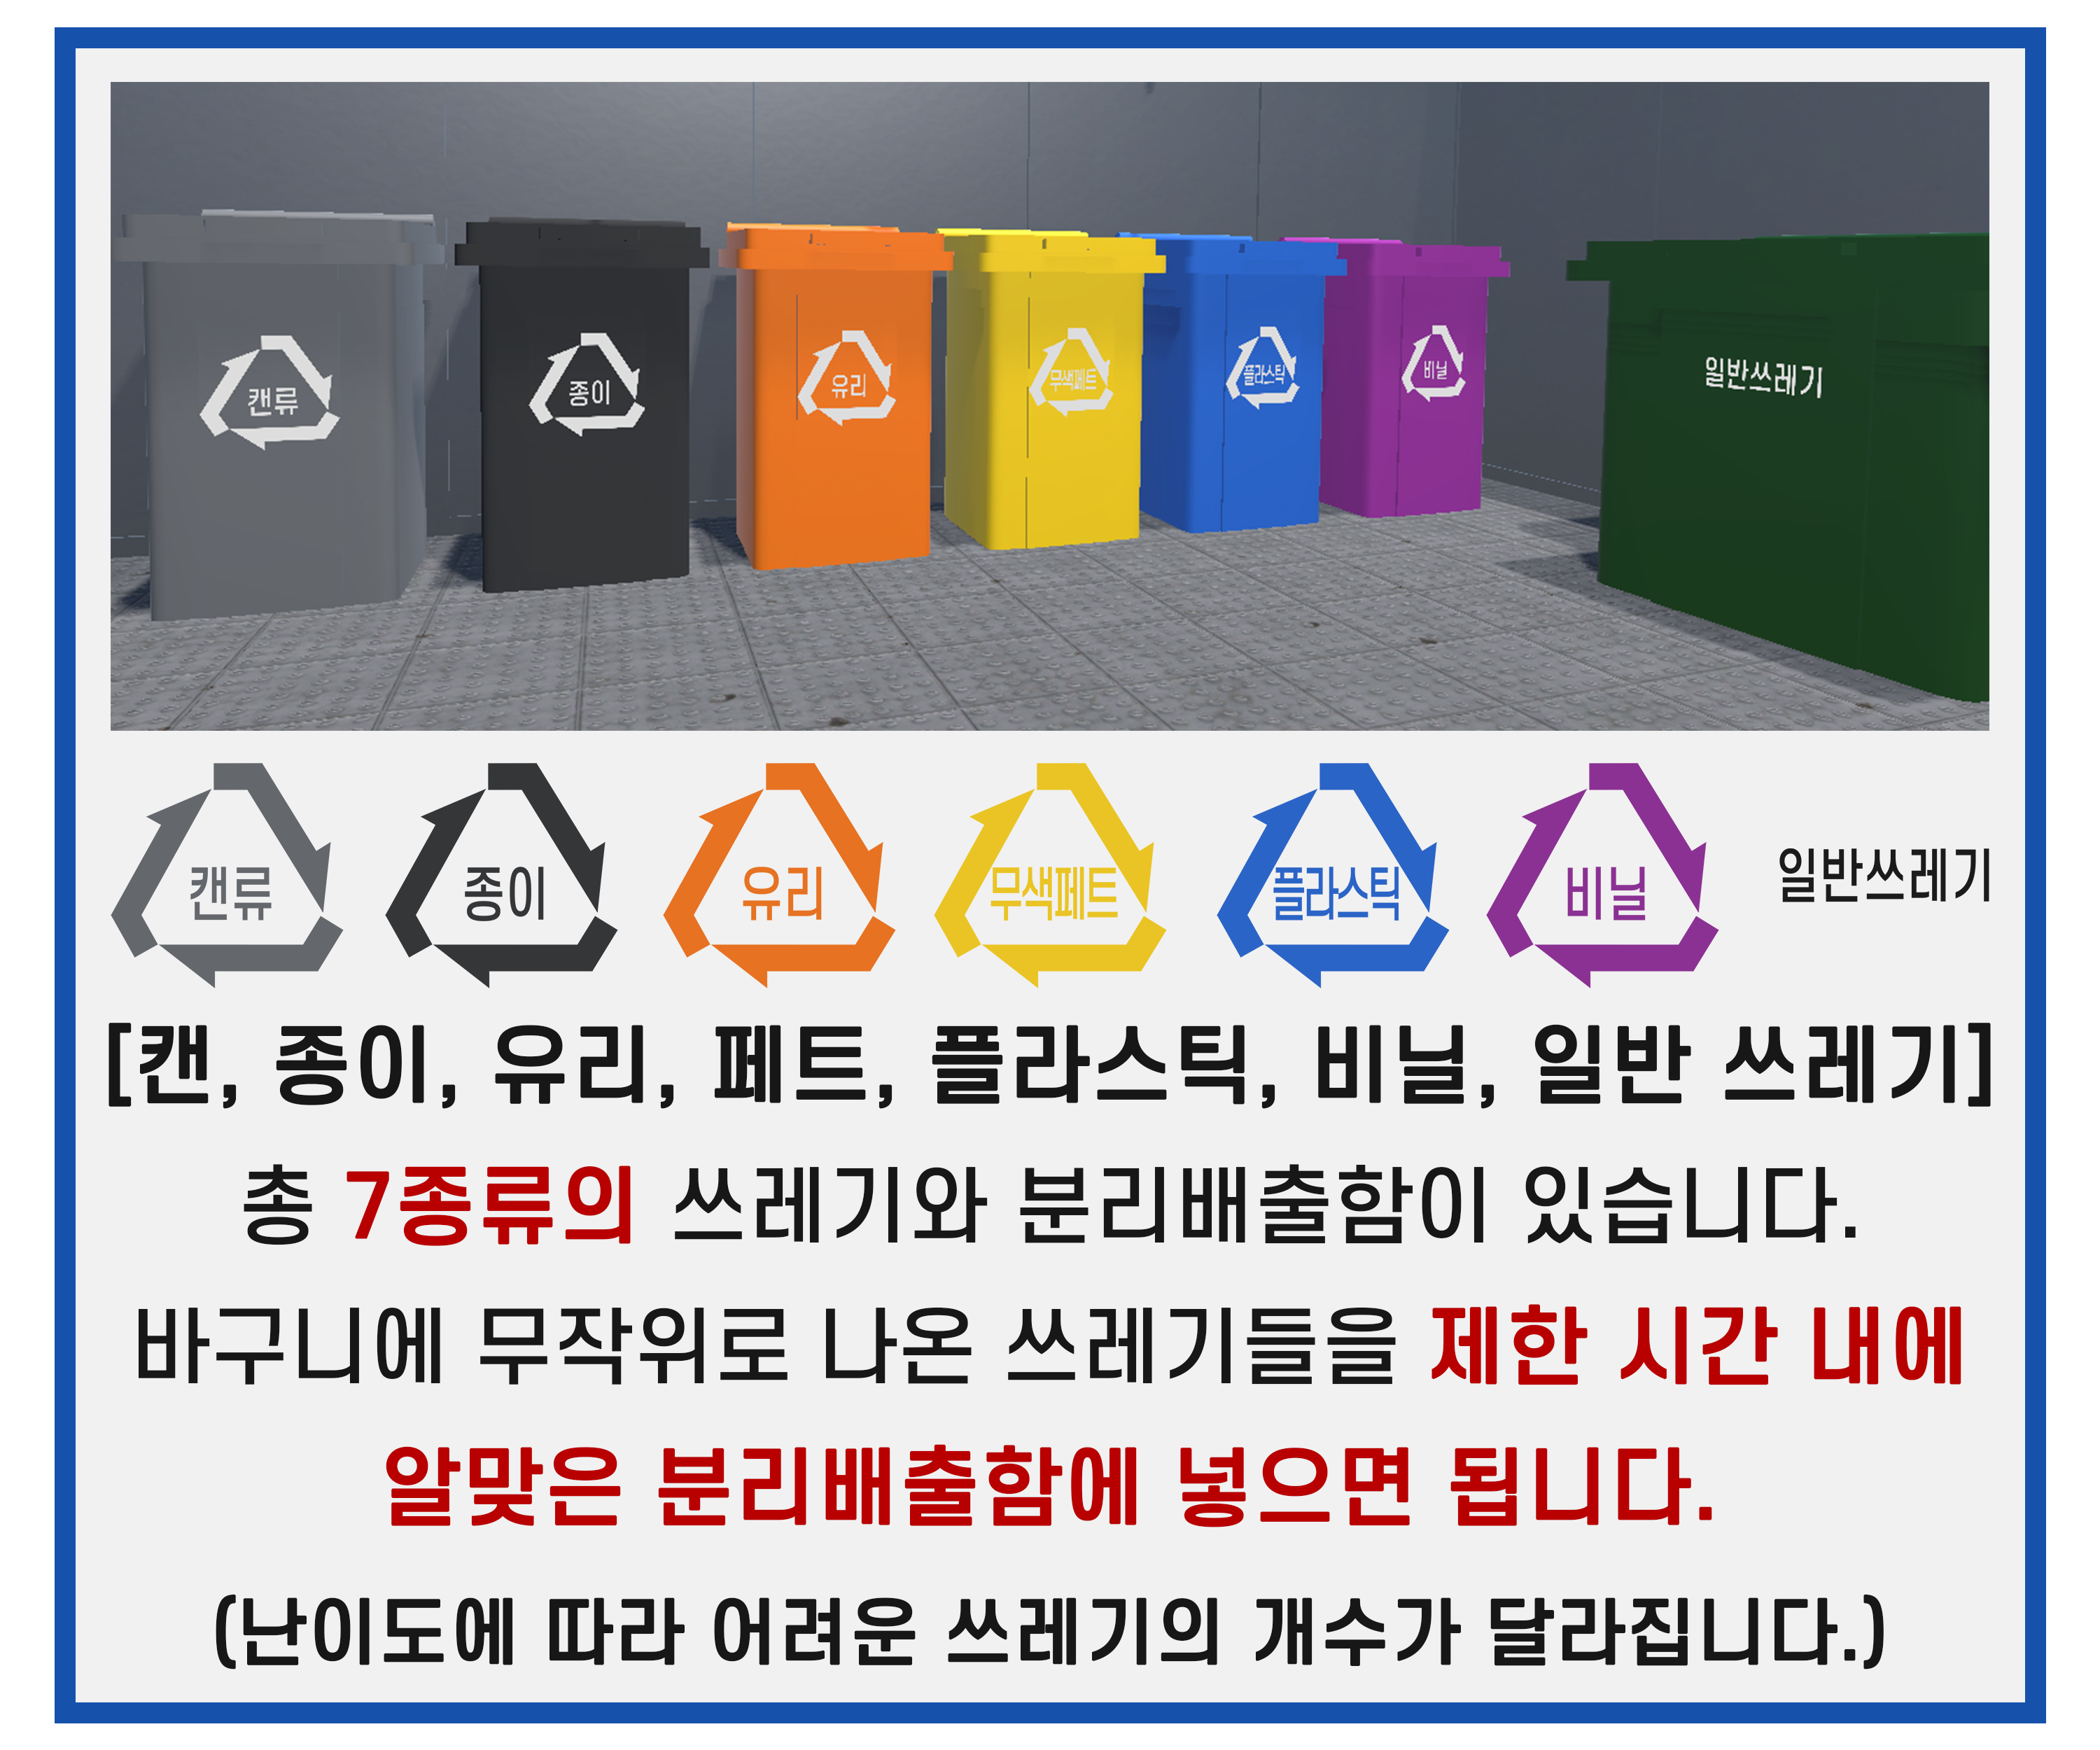 캔류 종이 유리 무색페트 플라스틱 비닐 일반쓰레기
캔류 종이 유리 무색페트 플라스틱 비닐 일반쓰레기
[캔, 종이, 유리, 페트, 플라스틱, 비닐, 일반 쓰레기]
총 7종류의 쓰레기와 분리배출함이 있습니다.
바구니에 무작위로 나온 쓰레기들을 제한 시간 내에
알맞은 분리배출함에 넣으면 됩니다.
(난이도에 따라 어려운 쓰레기의 개수가 달라집니다.)